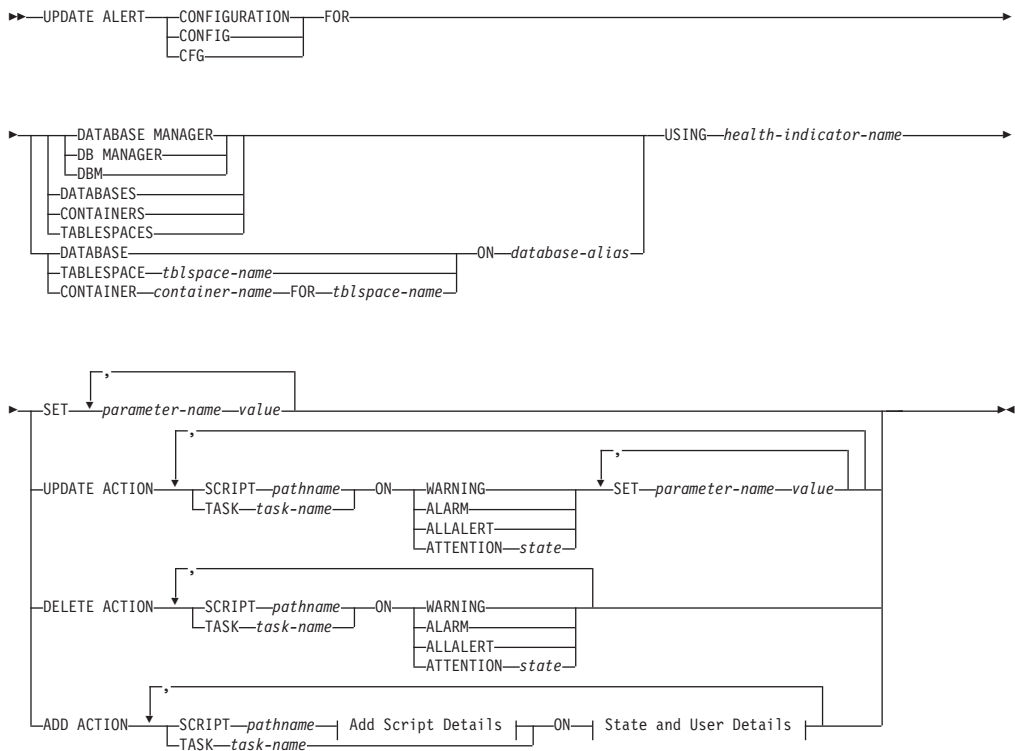 UPDATE ALERT CONFIGURATION FOR
CONFIG
CFG
DATABASE MANAGER USING health-indicator-name
DB MANAGER
DBM
DATABASES
CONTAINERS
TABLESPACES
DATABASE ON database-alias
TABLESPACE tblspace-name
CONTAINER container-name FOR tblspace-name
,
SET parameter-name value
,
,
UPDATE ACTION SCRIPT pathname ON WARNING SET parameter-name value
TASK task-name ALARM
ALLALERT
ATTENTION state
,
DELETE ACTION SCRIPT pathname ON WARNING
TASK task-name ALARM
ALLALERT
ATTENTION state
,
ADD ACTION SCRIPT pathname Add Script Details ON State and User Details
TASK task-name